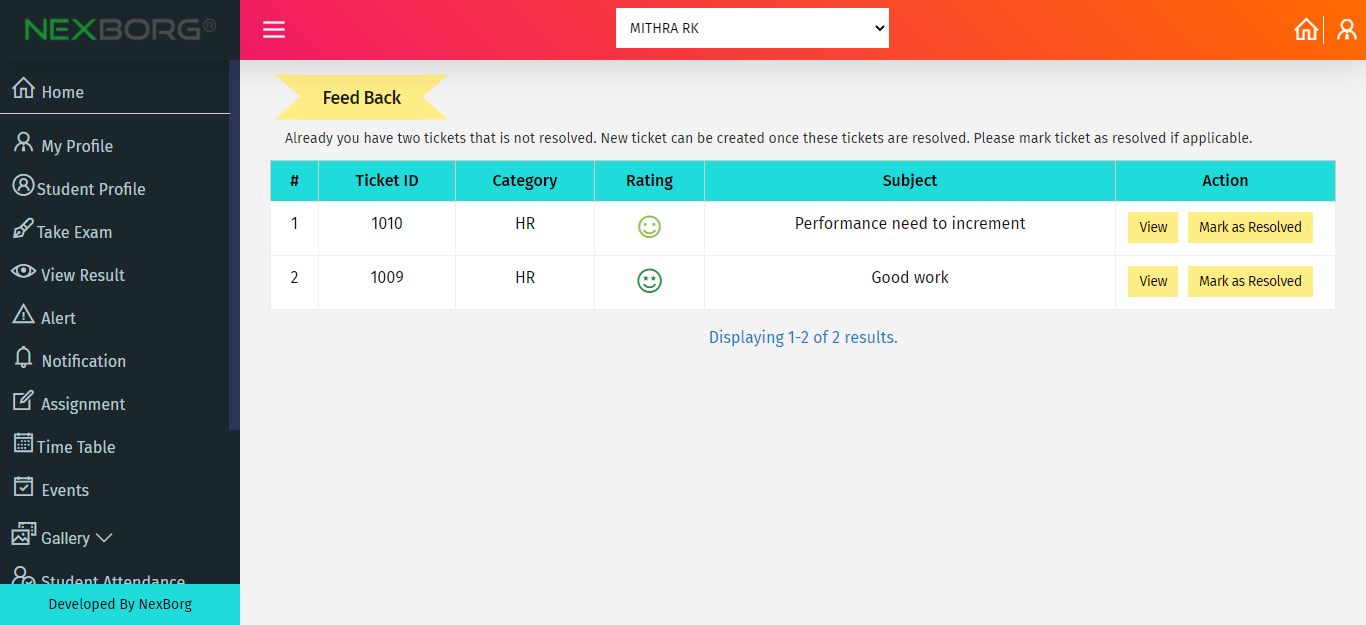 NEXBORG®
MITHRA RK
Home
My Profile
Student Profile
Take Exam
View Result
Alert
Notification
Assignment
Time Table
Events
Gallery
Student Attendance
Developed By NexBorg
Feed Back
Already you have two tickets that is not resolved. New ticket can be created once these tickets are resolved. Please mark ticket as resolved if applicable.
# Ticket ID Category Rating Subject Action
1 1010 HR Performance need to increment View Mark as Resolved
2 1009 HR Good work View Mark as Resolved
Displaying 1-2 of 2 results.